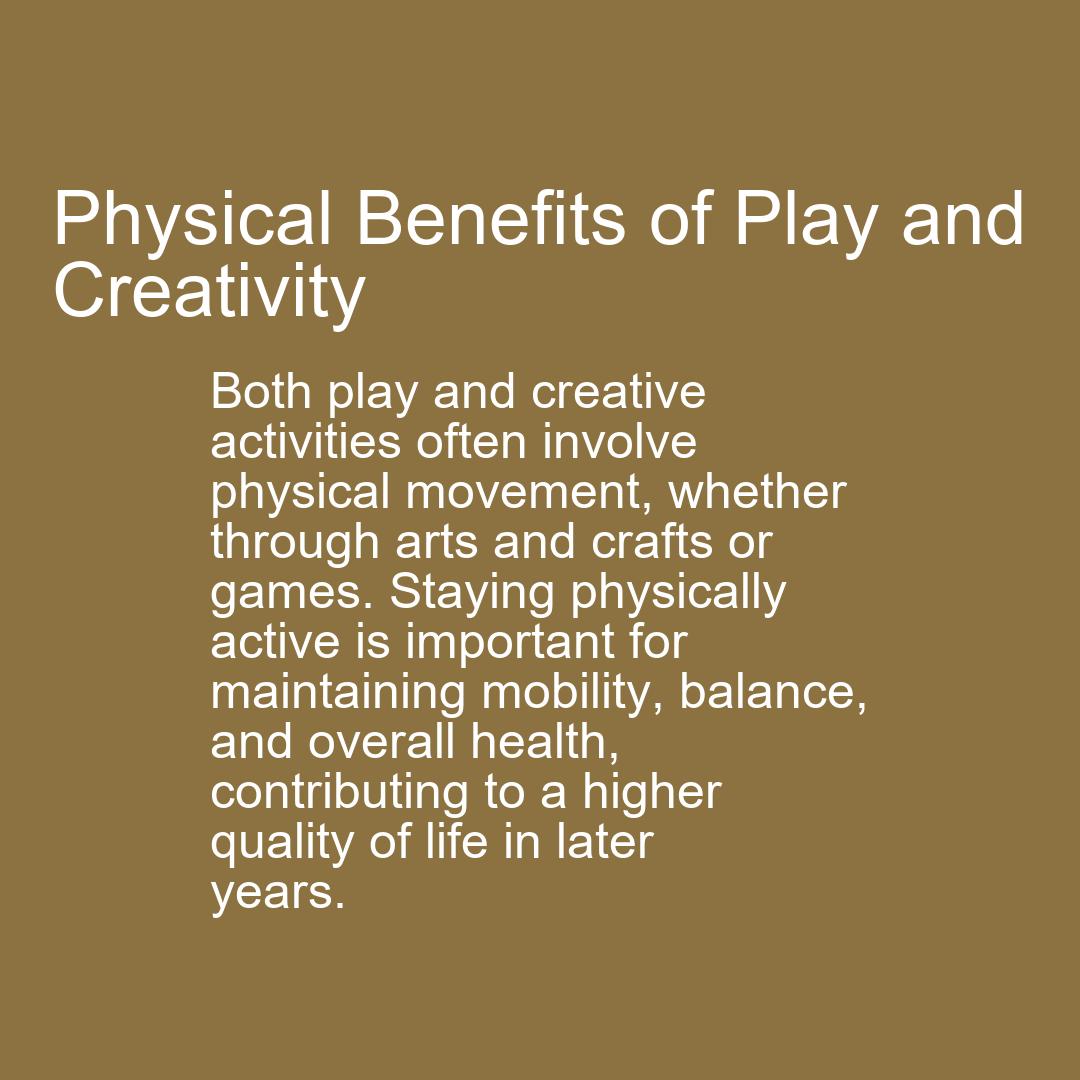 Physical Benefits of Play and
Creativity
Both play and creative
activities often involve
physical movement, whether
through arts and crafts or
games. Staying physically
active is important for
maintaining mobility, balance,
and overall health,
contributing to a higher
quality of life in later
years.